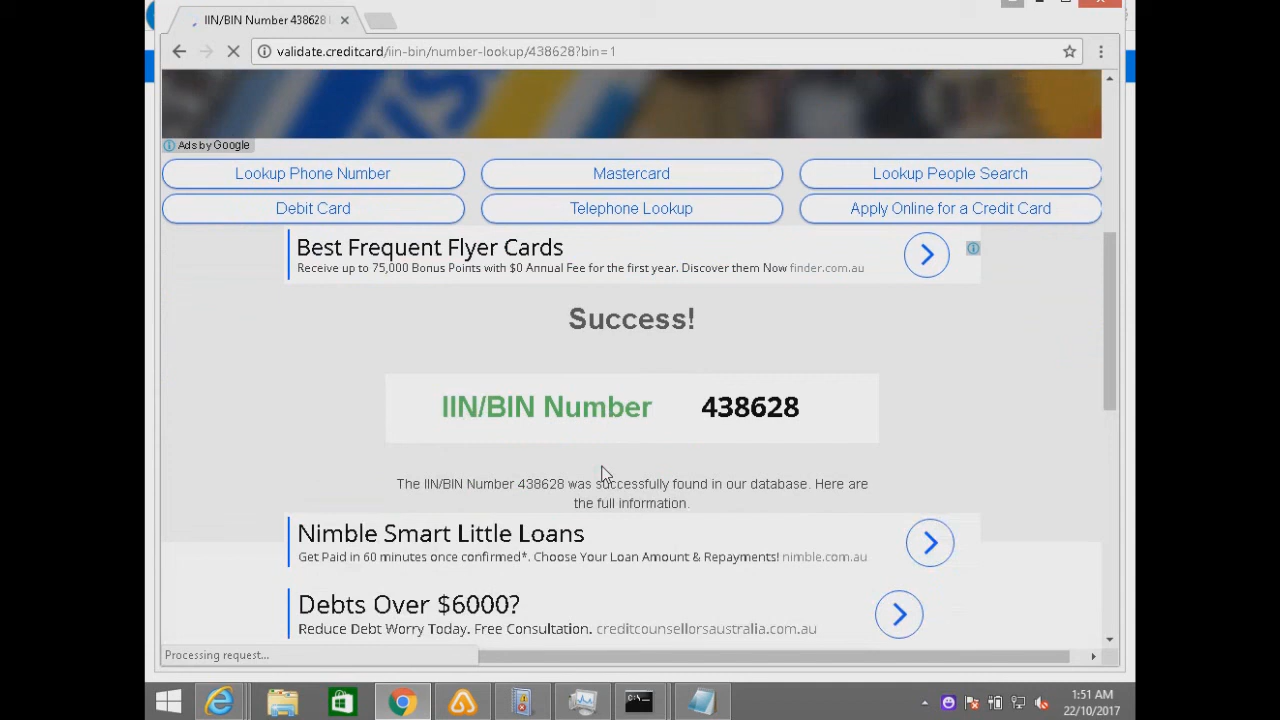 IIN/BIN Number 438628
validate.creditcard/iin-bin/number-lookup/438628?bin=1
Ads by Google
Lookup Phone Number
Mastercard
Lookup People Search
Debit Card
Telephone Lookup
Apply Online for a Credit Card
Best Frequent Flyer Cards
Receive up to 75,000 Bonus Points with $0 Annual Fee for the first year. Discover them Now finder.com.au
Success!
IIN/BIN Number 438628
The IIN/BIN Number 438628 was successfully found in our database. Here are
the full information.
Nimble Smart Little Loans
Get Paid in 60 minutes once confirmed*. Choose Your Loan Amount & Repayments! nimble.com.au
Debts Over $6000?
Reduce Debt Worry Today. Free Consultation. creditcounsellorsaustralia.com.au
Processing request...
1:51 AM
22/10/2017